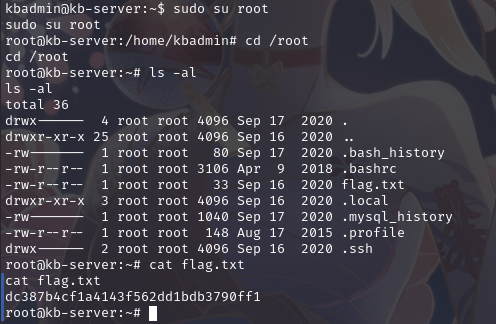 kbadmin@kb-server:~$ sudo su root
sudo su root
root@kb-server:/home/kbadmin# cd /root
cd /root
root@kb-server:~# ls -al
ls -al
total 36
drwx------  4 root root 4096 Sep 17  2020 .
drwxr-xr-x 25 root root 4096 Sep 16  2020 ..
-rw-------  1 root root   80 Sep 17  2020 .bash_history
-rw-r--r--  1 root root 3106 Apr  9  2018 .bashrc
-rw-r--r--  1 root root   33 Sep 16  2020 flag.txt
drwxr-xr-x  3 root root 4096 Sep 16  2020 .local
-rw-------  1 root root 1040 Sep 17  2020 .mysql_history
-rw-r--r--  1 root root  148 Aug 17  2015 .profile
drwx------  2 root root 4096 Sep 16  2020 .ssh
root@kb-server:~# cat flag.txt
cat flag.txt
dc387b4cf1a4143f562dd1bdb3790ff1
root@kb-server:~#